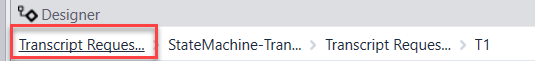 Designer
Transcript Reques... > StateMachine-Tran... > Transcript Reques... > T1